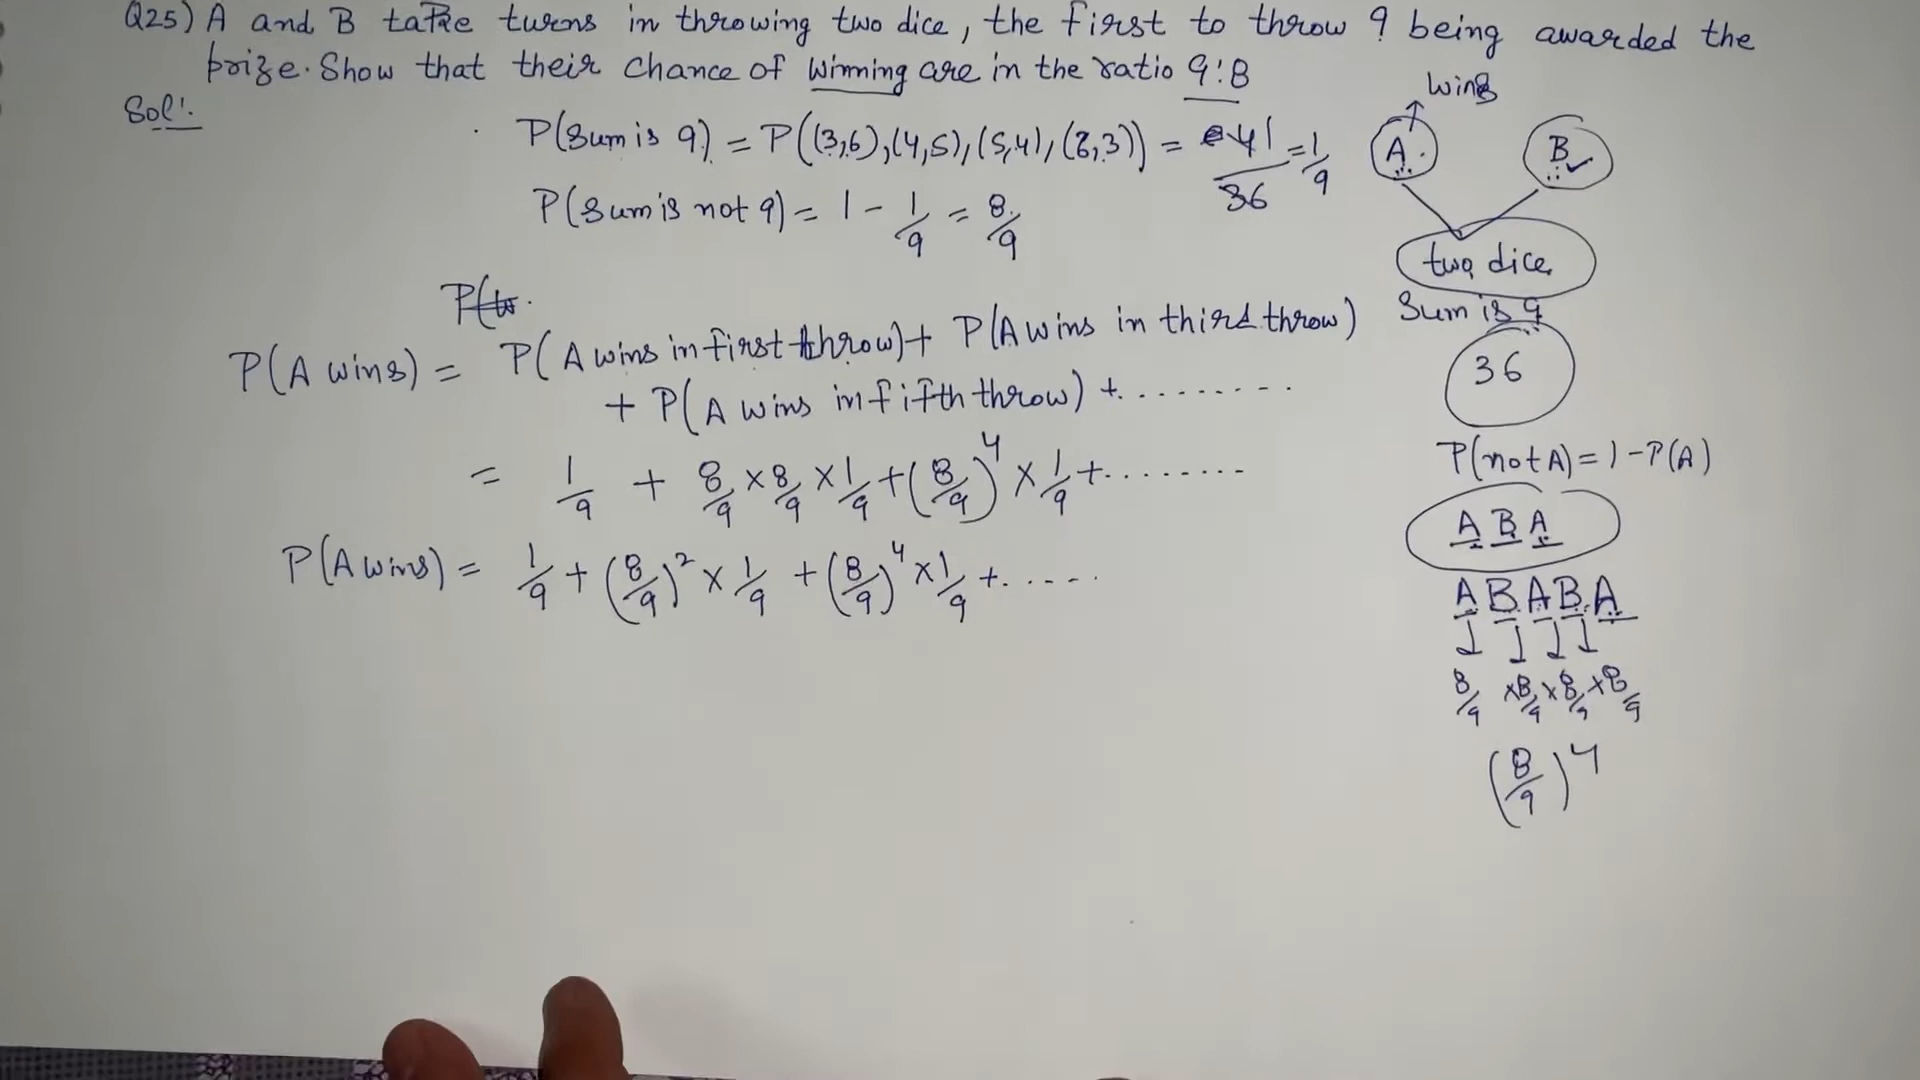 Q25) A and B take turns in throwing two dice, the first to throw 9 being awarded the
prize. Show that their chance of winning are in the ratio 9:8
Sol:
P(Sum is 9) = P((3,6),(4,5),(5,4),(6,3)) = 4/36 = 1/9
P(Sum is not 9) = 1 - 1/9 = 8/9
P(A wins) = P(A wins in first throw) + P(A wins in third throw)
+ P(A wins in fifth throw) + ........
= 1/9 + 8/9 × 8/9 × 1/9 + (8/9)^4 × 1/9 + ........
P(A wins) = 1/9 + (8/9)^2 × 1/9 + (8/9)^4 × 1/9 + .....
wins
A B
two dice
Sum is 9
36
P(not A) = 1 - P(A)
A B A
A B A B A
8/9 × 8/9 × 8/9 × 8/9
(8/9)^4